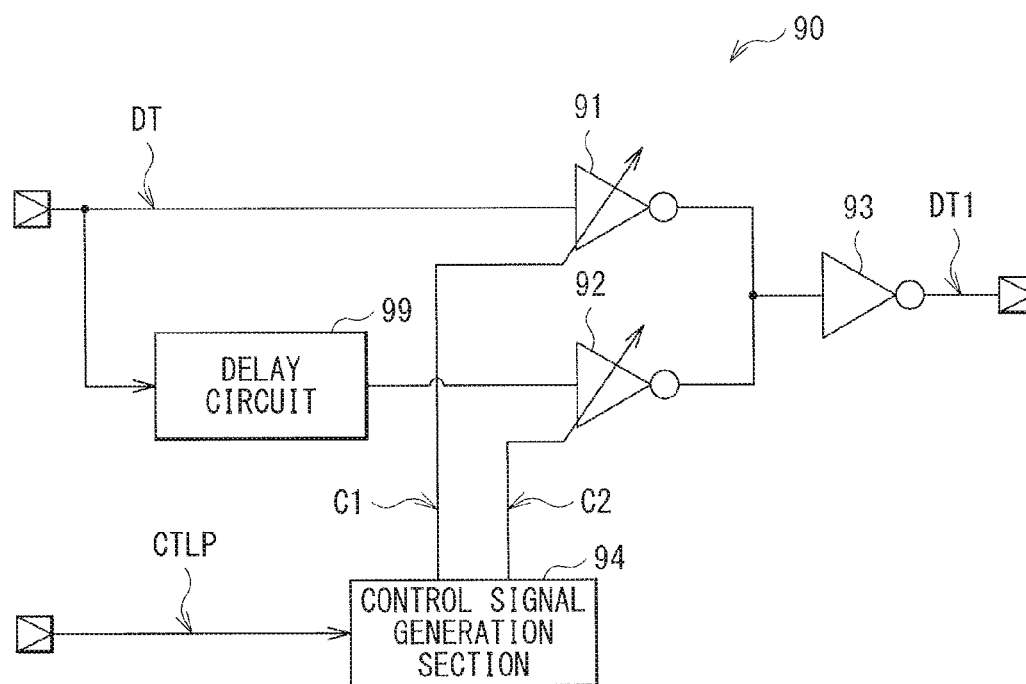 90
DT
91
93
DT1
92
99
DELAY
CIRCUIT
C1
C2
CTLP
94
CONTROL SIGNAL
GENERATION
SECTION